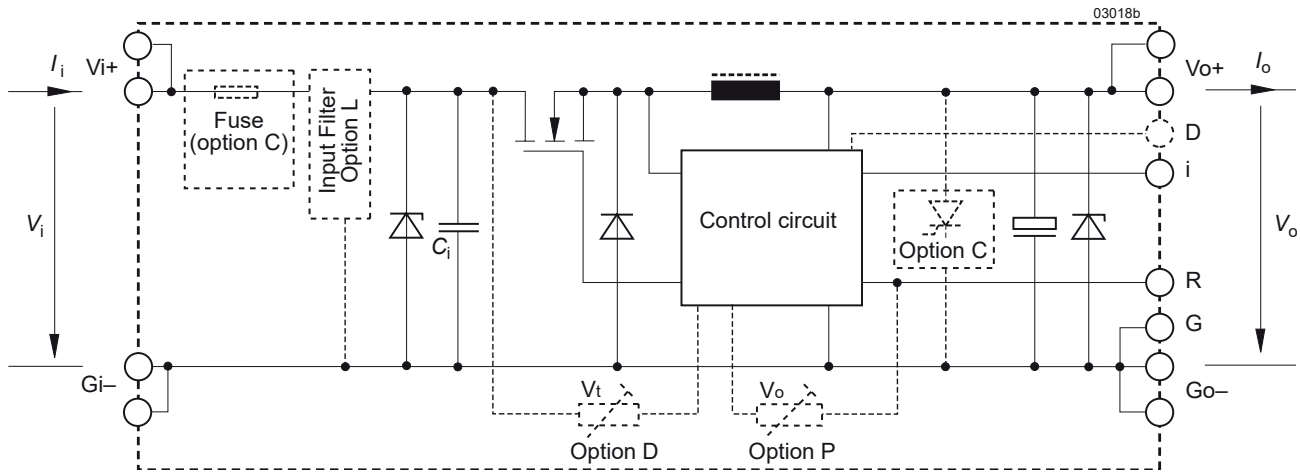 03018b
Ii
Vi+
Vo+
Io
Fuse
(option C)
Input Filter
Option L
D
i
Control circuit
Vi
Ci
Option C
Vo
R
G
Gi–
Go–
Vt
Vo
Option D
Option P